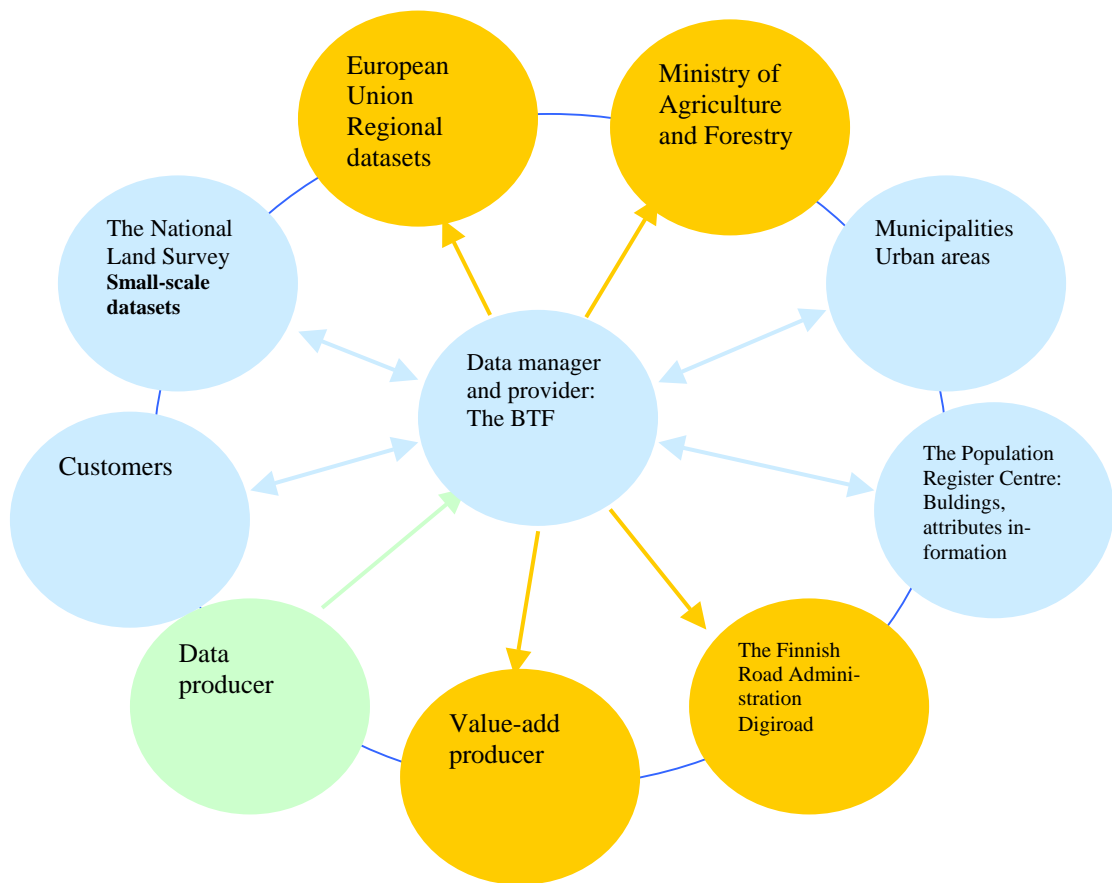 European
Union
Regional
datasets
Ministry of
Agriculture
and Forestry
The National
Land Survey
Small-scale
datasets
Municipalities
Urban areas
Data manager
and provider:
The BTF
Customers
The Population
Register Centre:
Buldings,
attributes in-
formation
Data
producer
Value-add
producer
The Finnish
Road Admini-
stration
Digiroad